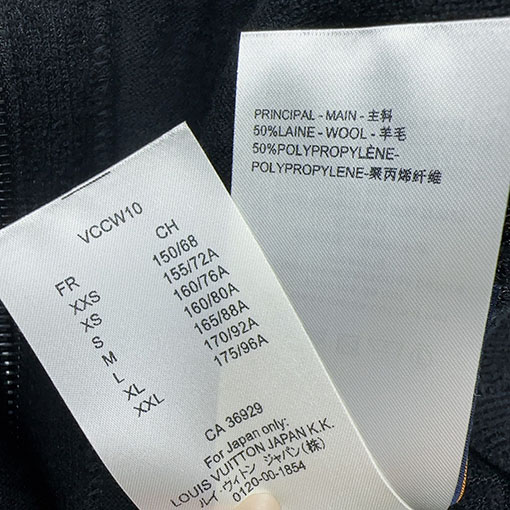 PRINCIPAL - MAIN - 主料
50%LAINE - WOOL - 羊毛
50%POLYPROPYLÈNE-
POLYPROPYLENE-聚丙烯纤维
VCCW10
FR CH
XXS 150/68
XS 155/72A
S 160/76A
M 160/80A
L 165/88A
XL 170/92A
XXL 175/96A
CA 36929
For Japan only:
LOUIS VUITTON JAPAN K.K.
ルイ・ヴィトン ジャパン(株)
0120-00-1854